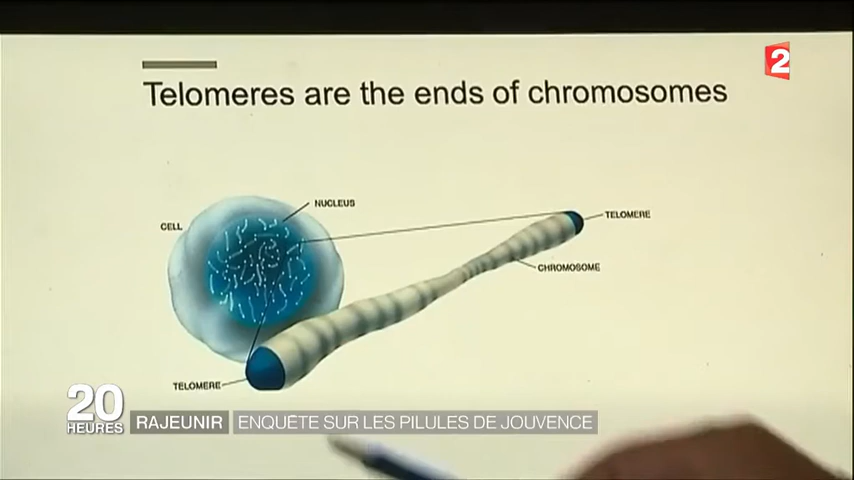 2
Telomeres are the ends of chromosomes
NUCLEUS
CELL
TELOMERE
CHROMOSOME
TELOMERE
20
HEURES
RAJEUNIR ENQUÊTE SUR LES PILULES DE JOUVENCE